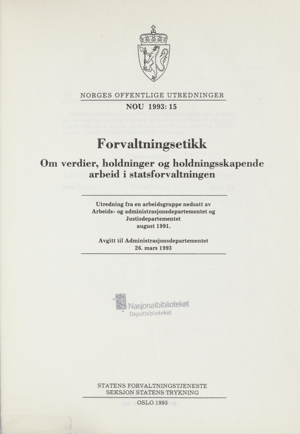 NORGES OFFENTLIGE UTREDNINGER
NOU 1993: 15
Forvaltningsetikk
Om verdier, holdninger og holdningsskapende
arbeid i statsforvaltningen
Utredning fra en arbeidsgruppe nedsatt av
Arbeids- og administrasjonsdepartementet og
Justisdepartementet
august 1991.
Avgitt til Administrasjonsdepartementet
26. mars 1993
Nasjonalbiblioteket
Depotbiblioteket
STATENS FORVALTNINGSTJENESTE
SEKSJON STATENS TRYKNING
OSLO 1993